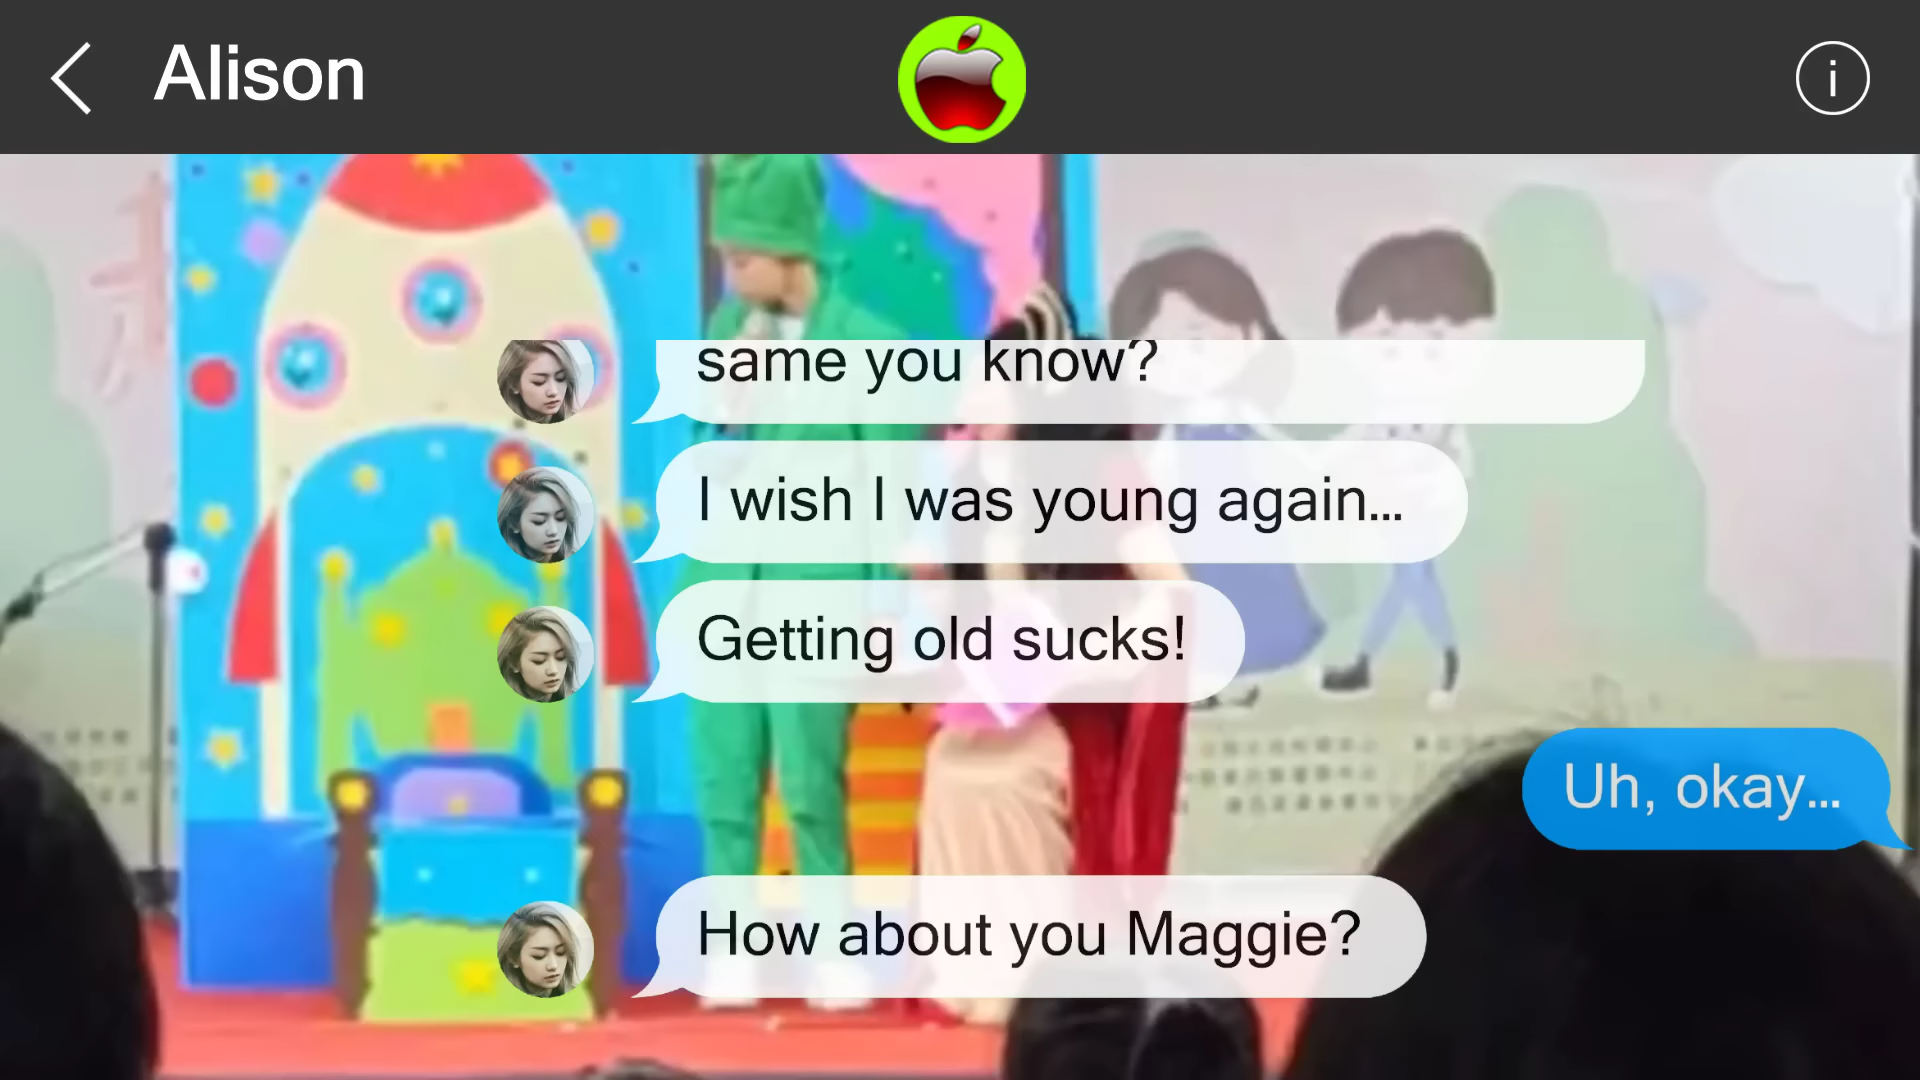 Alison
same you know?
I wish I was young again...
Getting old sucks!
Uh, okay...
How about you Maggie?